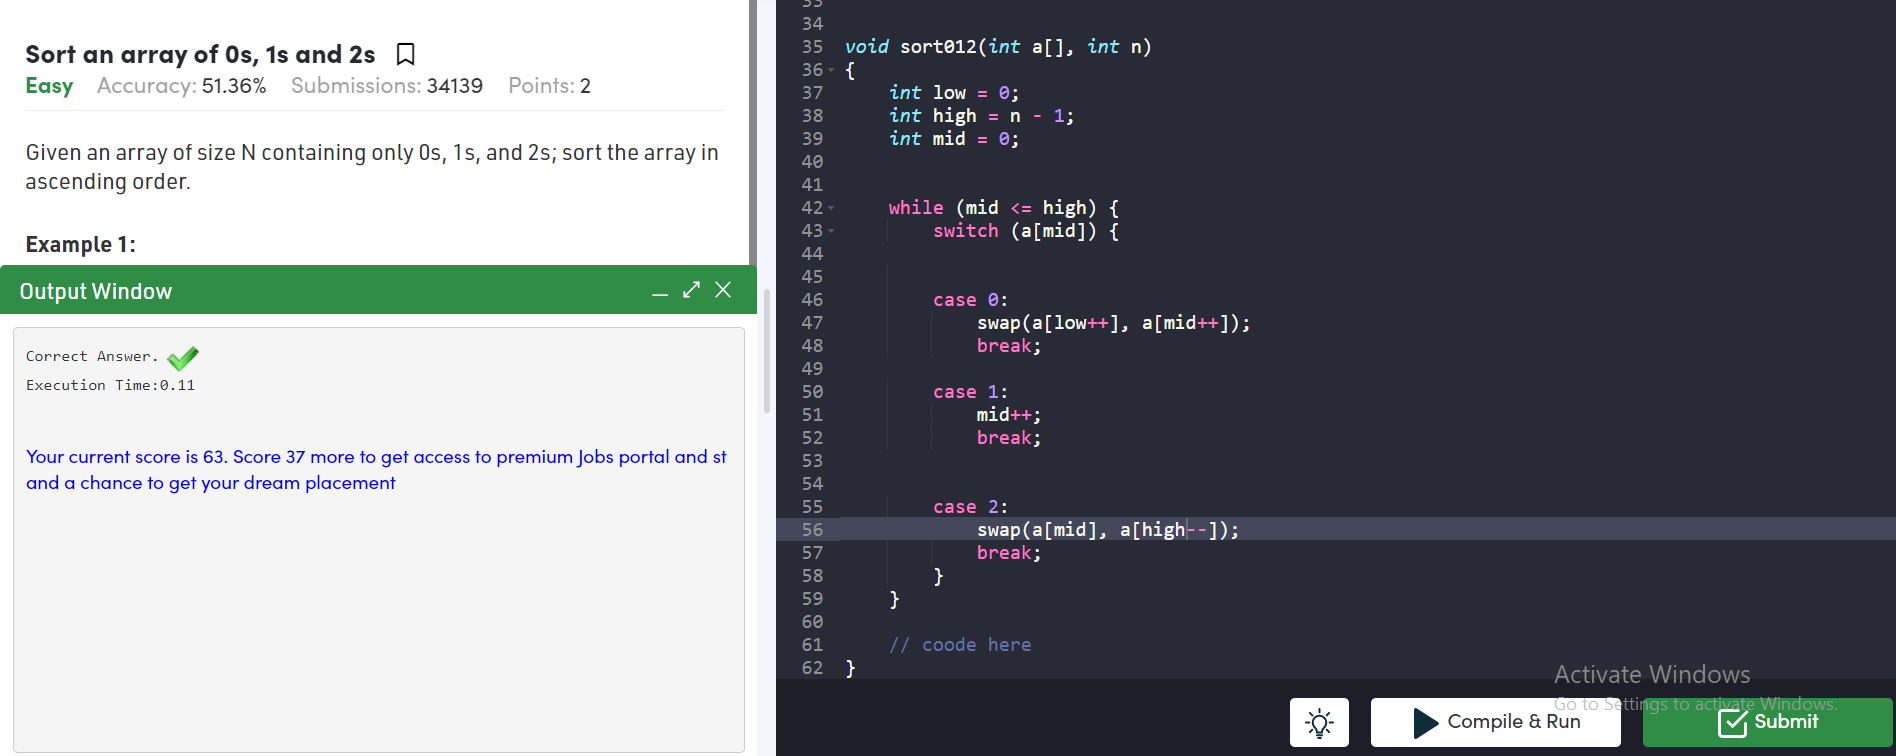 Sort an array of 0s, 1s and 2s
Easy Accuracy: 51.36% Submissions: 34139 Points: 2
Given an array of size N containing only 0s, 1s, and 2s; sort the array in
ascending order.
Example 1:
Output Window
Correct Answer.
Execution Time:0.11
Your current score is 63. Score 37 more to get access to premium Jobs portal and st
and a chance to get your dream placement
33
34
35 void sort012(int a[], int n)
36 {
37 int low = 0;
38 int high = n - 1;
39 int mid = 0;
40
41
42 while (mid <= high) {
43 switch (a[mid]) {
44
45
46 case 0:
47 swap(a[low++], a[mid++]);
48 break;
49
50 case 1:
51 mid++;
52 break;
53
54
55 case 2:
56 swap(a[mid], a[high--]);
57 break;
58 }
59 }
60
61 // coode here
62 }
Activate Windows
Go to Settings to activate Windows.
Compile & Run
Submit